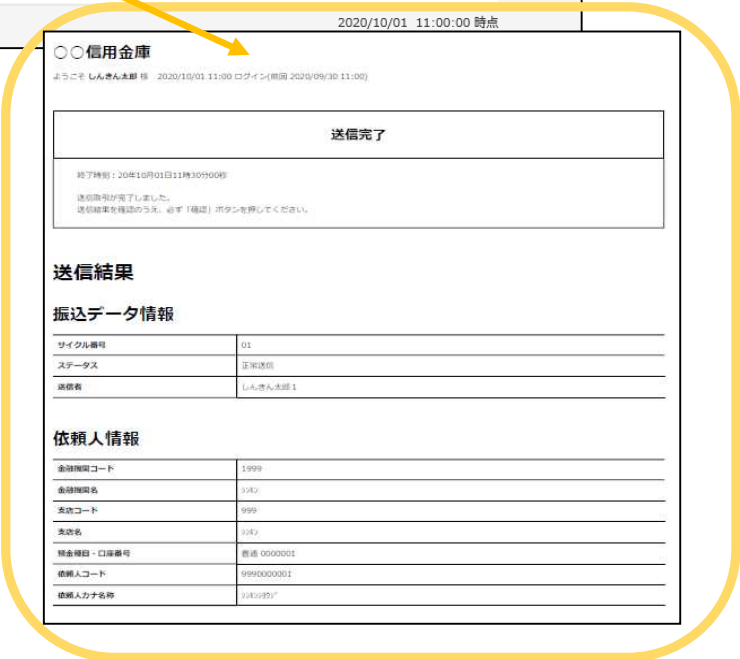 2020/10/01 11:00:00 時点
○○信用金庫
ようこそ しんきん太郎 様 2020/10/01 11:00 ログイン(前回 2020/09/30 11:00)
送信完了
終了時刻：20年10月01日11時30分00秒
送信取引が完了しました。
送信結果を確認のうえ、必ず「確認」ボタンを押してください。
送信結果
振込データ情報
サイクル番号 01
ステータス 正常送信
送信者 しんきん太郎１
依頼人情報
金融機関コード 1999
金融機関名 ｼﾝｷﾝ
支店コード 999
支店名 ｼﾝｷﾝ
預金種目・口座番号 普通 0000001
依頼人コード 9990000001
依頼人カナ名称